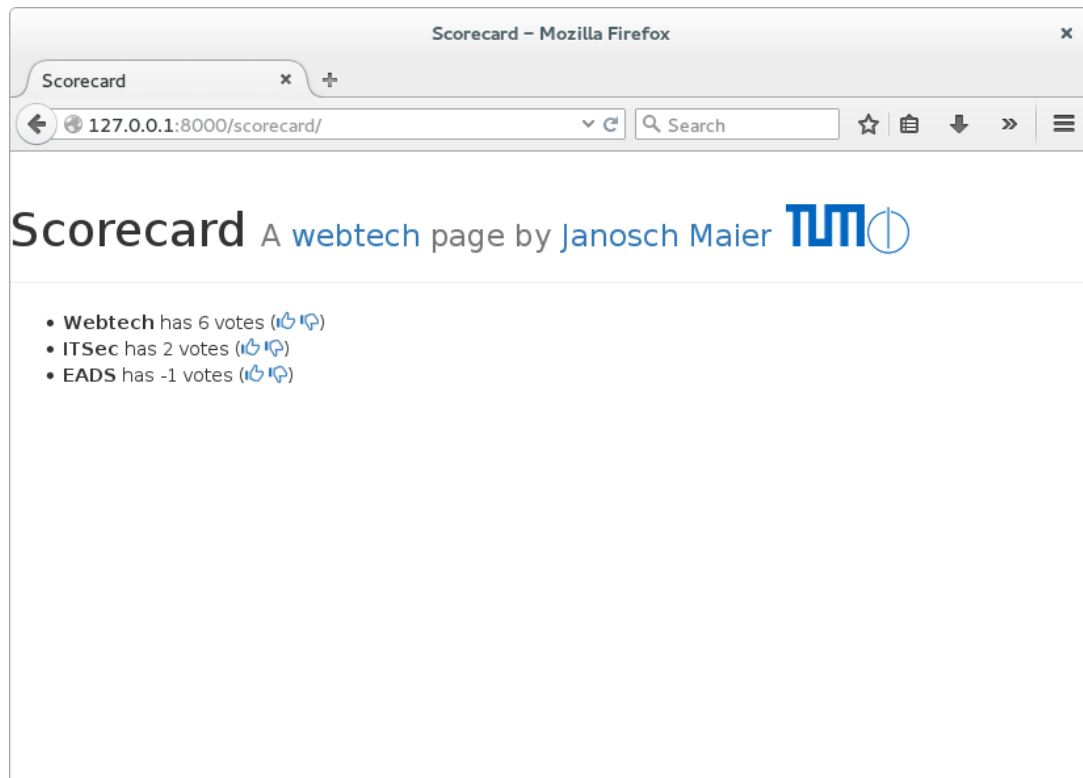 Scorecard – Mozilla Firefox
Scorecard
127.0.0.1:8000/scorecard/
Search
Scorecard A webtech page by Janosch Maier TUM
• Webtech has 6 votes ( )
• ITSec has 2 votes ( )
• EADS has -1 votes ( )